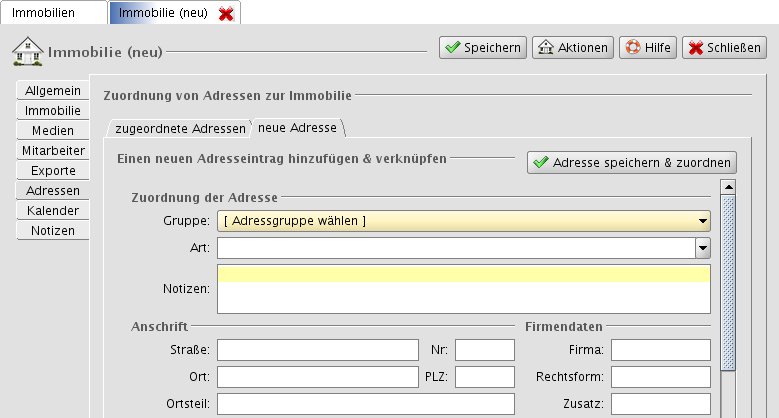 Immobilien Immobilie (neu)
Immobilie (neu) Speichern Aktionen Hilfe Schließen
Allgemein
Immobilie
Medien
Mitarbeiter
Exporte
Adressen
Kalender
Notizen
Zuordnung von Adressen zur Immobilie
zugeordnete Adressen neue Adresse
Einen neuen Adresseintrag hinzufügen & verknüpfen Adresse speichern & zuordnen
Zuordnung der Adresse
Gruppe: [ Adressgruppe wählen ]
Art:
Notizen:
Anschrift Firmendaten
Straße: Nr: Firma:
Ort: PLZ: Rechtsform:
Ortsteil: Zusatz: